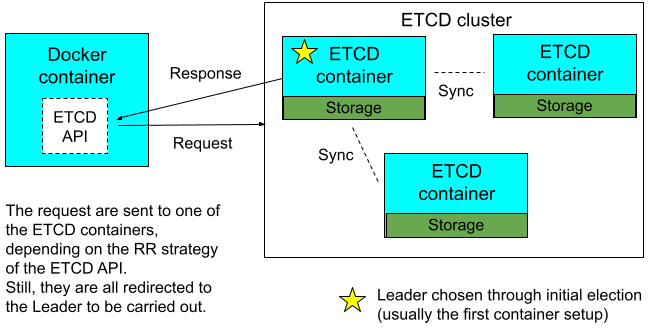 ETCD cluster
Docker
container
ETCD
API
Response
Request
ETCD
container
Storage
Sync
ETCD
container
Storage
Sync
ETCD
container
Storage
The request are sent to one of
the ETCD containers,
depending on the RR strategy
of the ETCD API.
Still, they are all redirected to
the Leader to be carried out.
Leader chosen through initial election
(usually the first container setup)